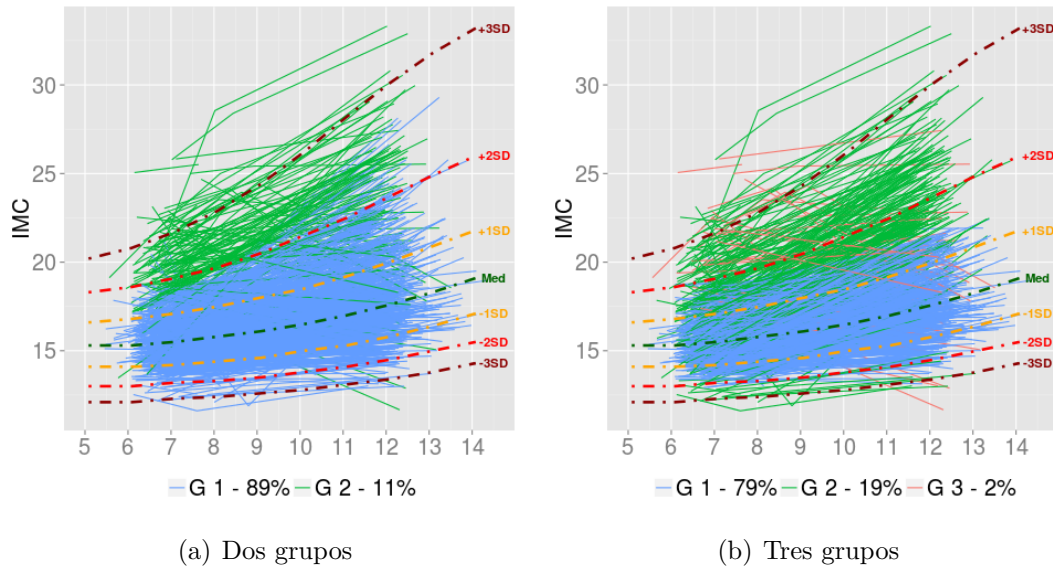 +3SD
+2SD
+1SD
Med
-1SD
-2SD
-3SD
30
25
20
15
IMC
5 6 7 8 9 10 11 12 13 14
G 1 - 89% G 2 - 11%
(a) Dos grupos
+3SD
+2SD
+1SD
Med
-1SD
-2SD
-3SD
30
25
20
15
IMC
5 6 7 8 9 10 11 12 13 14
G 1 - 79% G 2 - 19% G 3 - 2%
(b) Tres grupos